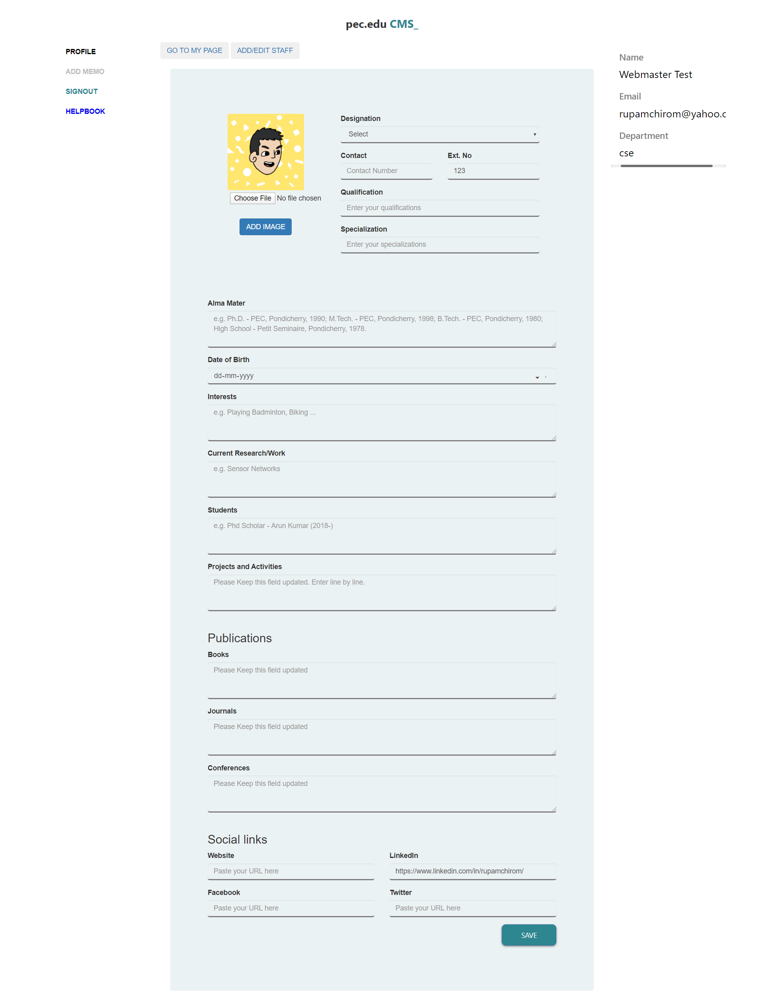 pec.edu CMS_
PROFILE
ADD MEMO
SIGNOUT
HELPBOOK
GO TO MY PAGE
ADD/EDIT STAFF
Name
Webmaster Test
Email
rupamchirom@yahoo.c
Department
cse
Choose File No file chosen
ADD IMAGE
Designation
Select
Contact
Contact Number
Ext. No
123
Qualification
Enter your qualifications
Specialization
Enter your specializations
Alma Mater
e.g. Ph.D. - PEC, Pondicherry, 1990; M.Tech. - PEC, Pondicherry, 1998; B.Tech. - PEC, Pondicherry, 1980;
High School - Petit Seminaire, Pondicherry, 1978.
Date of Birth
dd-mm-yyyy
Interests
e.g. Playing Badminton, Biking ...
Current Research/Work
e.g. Sensor Networks
Students
e.g. Phd Scholar - Arun Kumar (2018-)
Projects and Activities
Please Keep this field updated. Enter line by line.
Publications
Books
Please Keep this field updated
Journals
Please Keep this field updated
Conferences
Please Keep this field updated
Social links
Website
Paste your URL here
LinkedIn
https://www.linkedin.com/in/rupamchirom/
Facebook
Paste your URL here
Twitter
Paste your URL here
SAVE